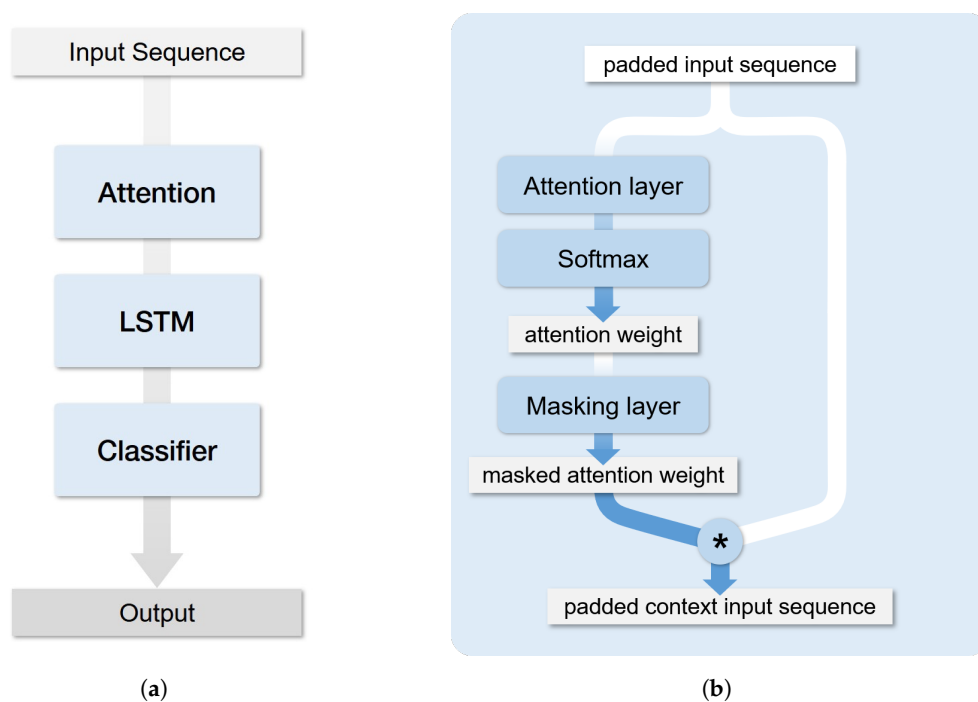 Input Sequence
Attention
LSTM
Classifier
Output
(a)
padded input sequence
Attention layer
Softmax
attention weight
Masking layer
masked attention weight
*
padded context input sequence
(b)